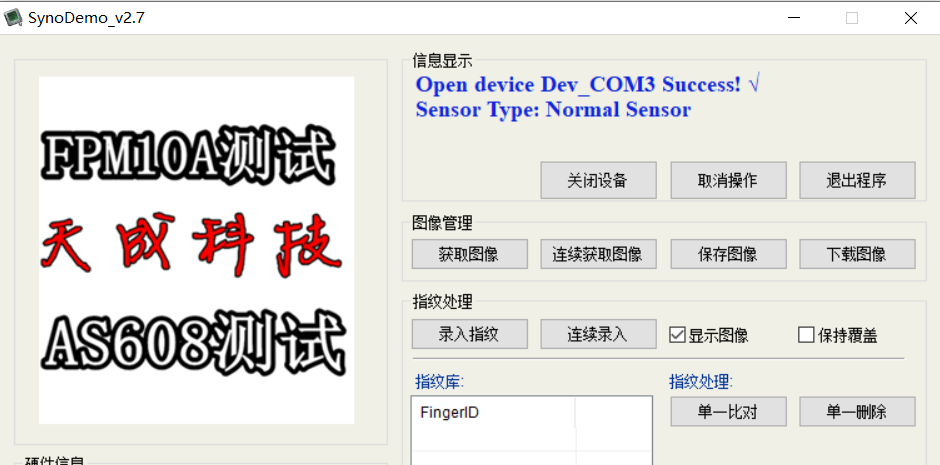 SynoDemo_v2.7
FPM10A测试
天成科技
AS608测试
硬件信息
信息显示
Open device Dev_COM3 Success! √
Sensor Type: Normal Sensor
关闭设备
取消操作
退出程序
图像管理
获取图像
连续获取图像
保存图像
下载图像
指纹处理
录入指纹
连续录入
显示图像
保持覆盖
指纹库:
FingerID
指纹处理:
单一比对
单一删除